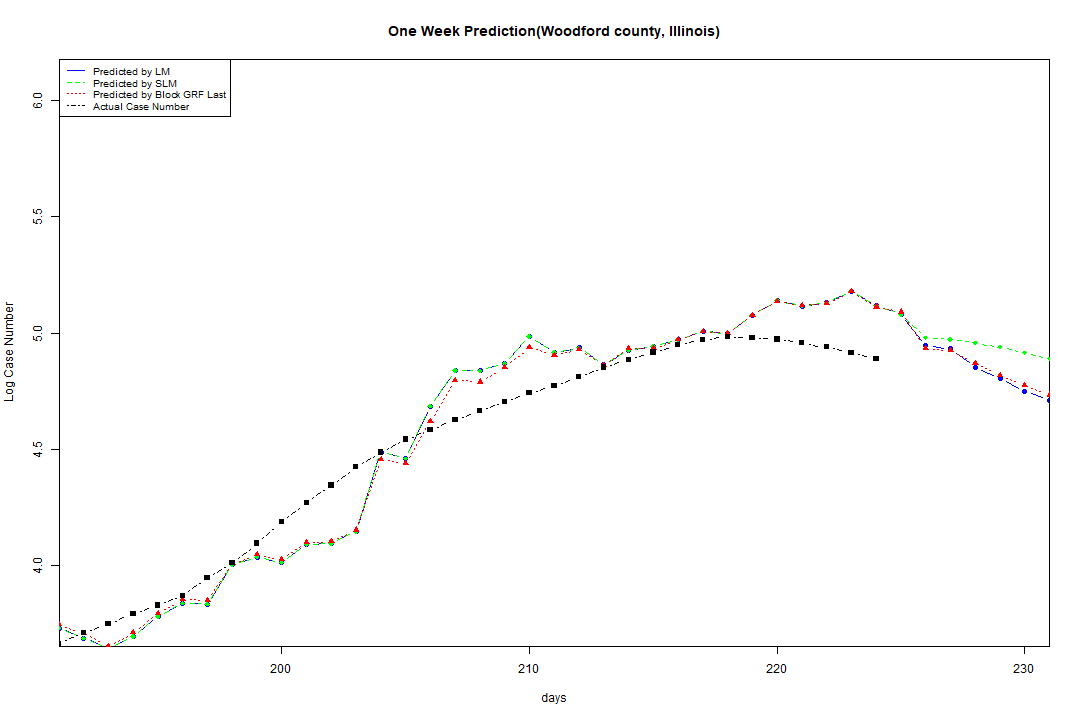 One Week Prediction(Woodford county, Illinois)
Predicted by LM
Predicted by SLM
Predicted by Block GRF Last
Actual Case Number
6.0
5.5
5.0
4.5
4.0
Log Case Number
200 210 220 230
days